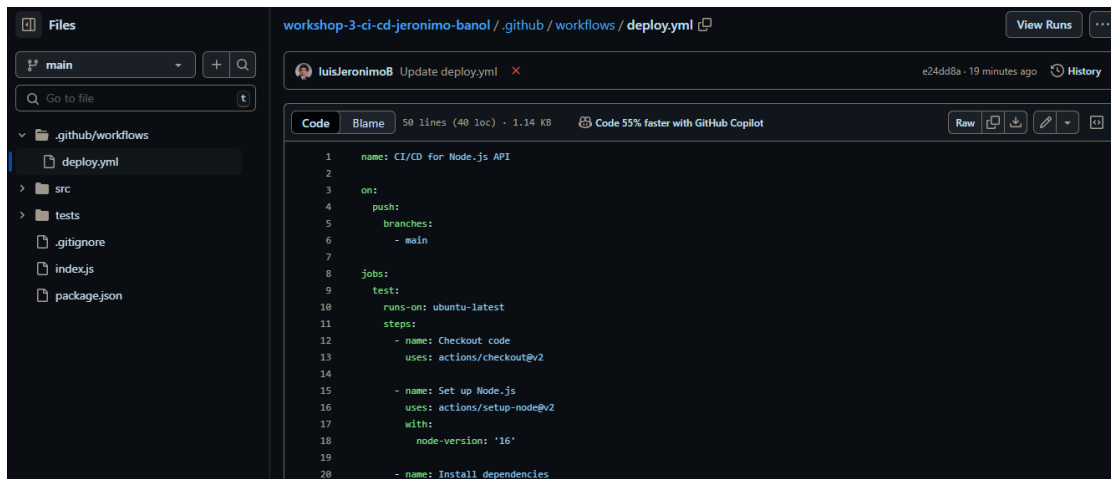 Files
main
Go to file
t
.github/workflows
deploy.yml
src
tests
.gitignore
index.js
package.json
workshop-3-ci-cd-jeronimo-banol / .github / workflows / deploy.yml
View Runs
luisJeronimoB Update deploy.yml
e24dd8a · 19 minutes ago
History
Code Blame 50 lines (40 loc) · 1.14 KB Code 55% faster with GitHub Copilot Raw
1 name: CI/CD for Node.js API
2
3 on:
4 push:
5 branches:
6 - main
7
8 jobs:
9 test:
10 runs-on: ubuntu-latest
11 steps:
12 - name: Checkout code
13 uses: actions/checkout@v2
14
15 - name: Set up Node.js
16 uses: actions/setup-node@v2
17 with:
18 node-version: '16'
19
20 - name: Install dependencies